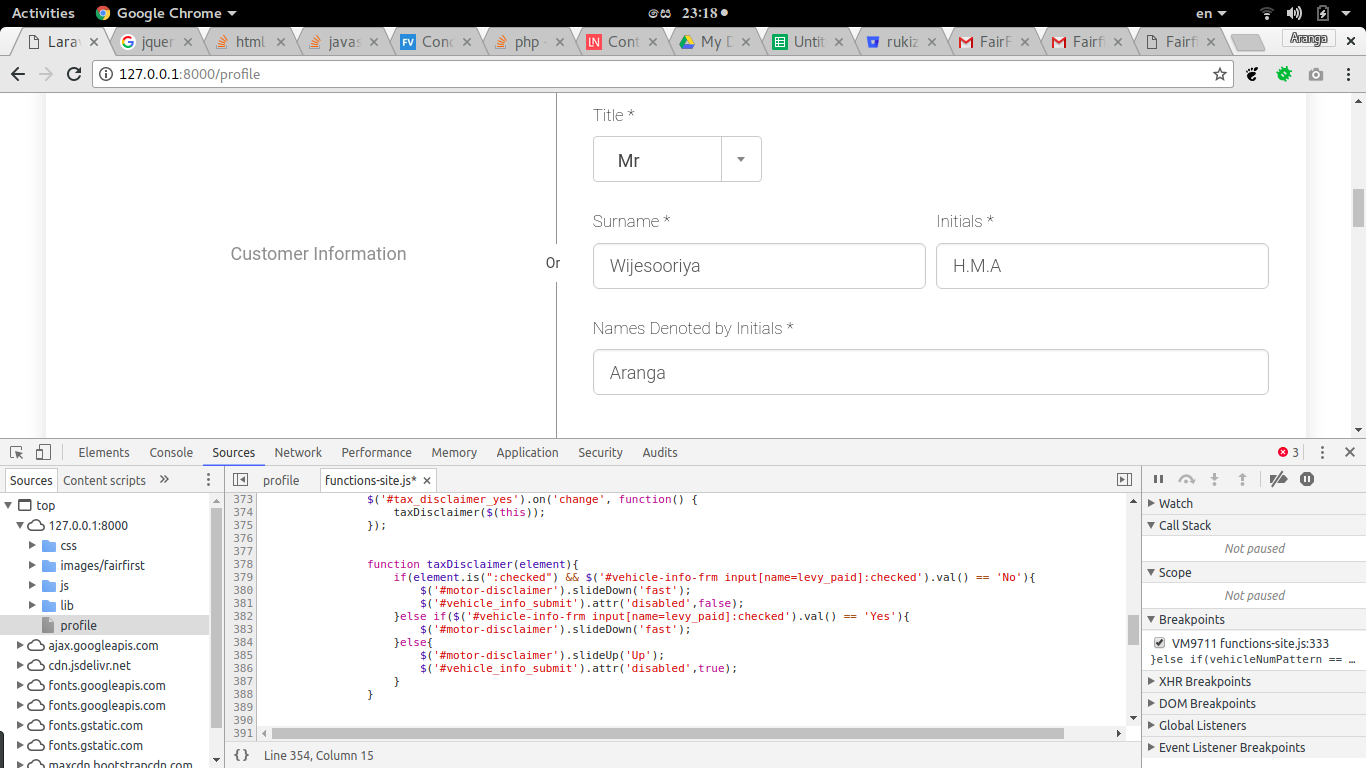 Activities Google Chrome සෙ 23:18 en
Lara jquer html javas Conc php - Cont My D Untit rukiz FairF Fairfi Fairfi Aranga
127.0.0.1:8000/profile
Title *
Mr
Surname * Initials *
Customer Information
Or
Wijesooriya H.M.A
Names Denoted by Initials *
Aranga
Elements Console Sources Network Performance Memory Application Security Audits 3
Sources Content scripts » profile functions-site.js*
top
127.0.0.1:8000
css
images/fairfirst
js
lib
profile
ajax.googleapis.com
cdn.jsdelivr.net
fonts.googleapis.com
fonts.googleapis.com
fonts.gstatic.com
fonts.gstatic.com
maxcdn.bootstrapcdn.com
373 $('#tax_disclaimer_yes').on('change', function() {
374 taxDisclaimer($(this));
375 });
376
377
378 function taxDisclaimer(element){
379 if(element.is(":checked") && $('#vehicle-info-frm input[name=levy_paid]:checked').val() == 'No'){
380 $('#motor-disclaimer').slideDown('fast');
381 $('#vehicle_info_submit').attr('disabled',false);
382 }else if($('#vehicle-info-frm input[name=levy_paid]:checked').val() == 'Yes'){
383 $('#motor-disclaimer').slideDown('fast');
384 }else{
385 $('#motor-disclaimer').slideUp('Up');
386 $('#vehicle_info_submit').attr('disabled',true);
387 }
388 }
389
390
391
{} Line 354, Column 15
Watch
Call Stack
Not paused
Scope
Not paused
Breakpoints
VM9711 functions-site.js:333
}else if(vehicleNumPattern == …
XHR Breakpoints
DOM Breakpoints
Global Listeners
Event Listener Breakpoints